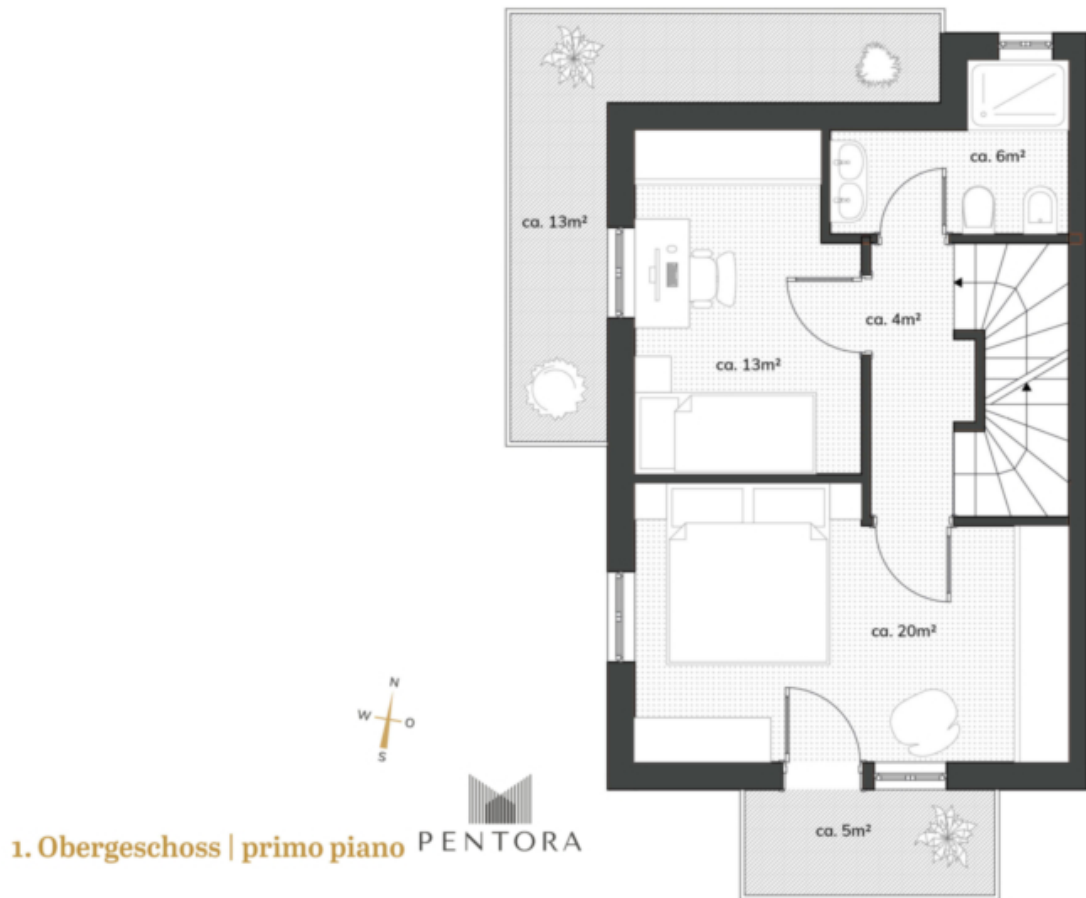 ca. 6m²
ca. 13m²
ca. 4m²
ca. 13m²
ca. 20m²
N
W O
S
ca. 5m²
1. Obergeschoss | primo piano
PENTORA